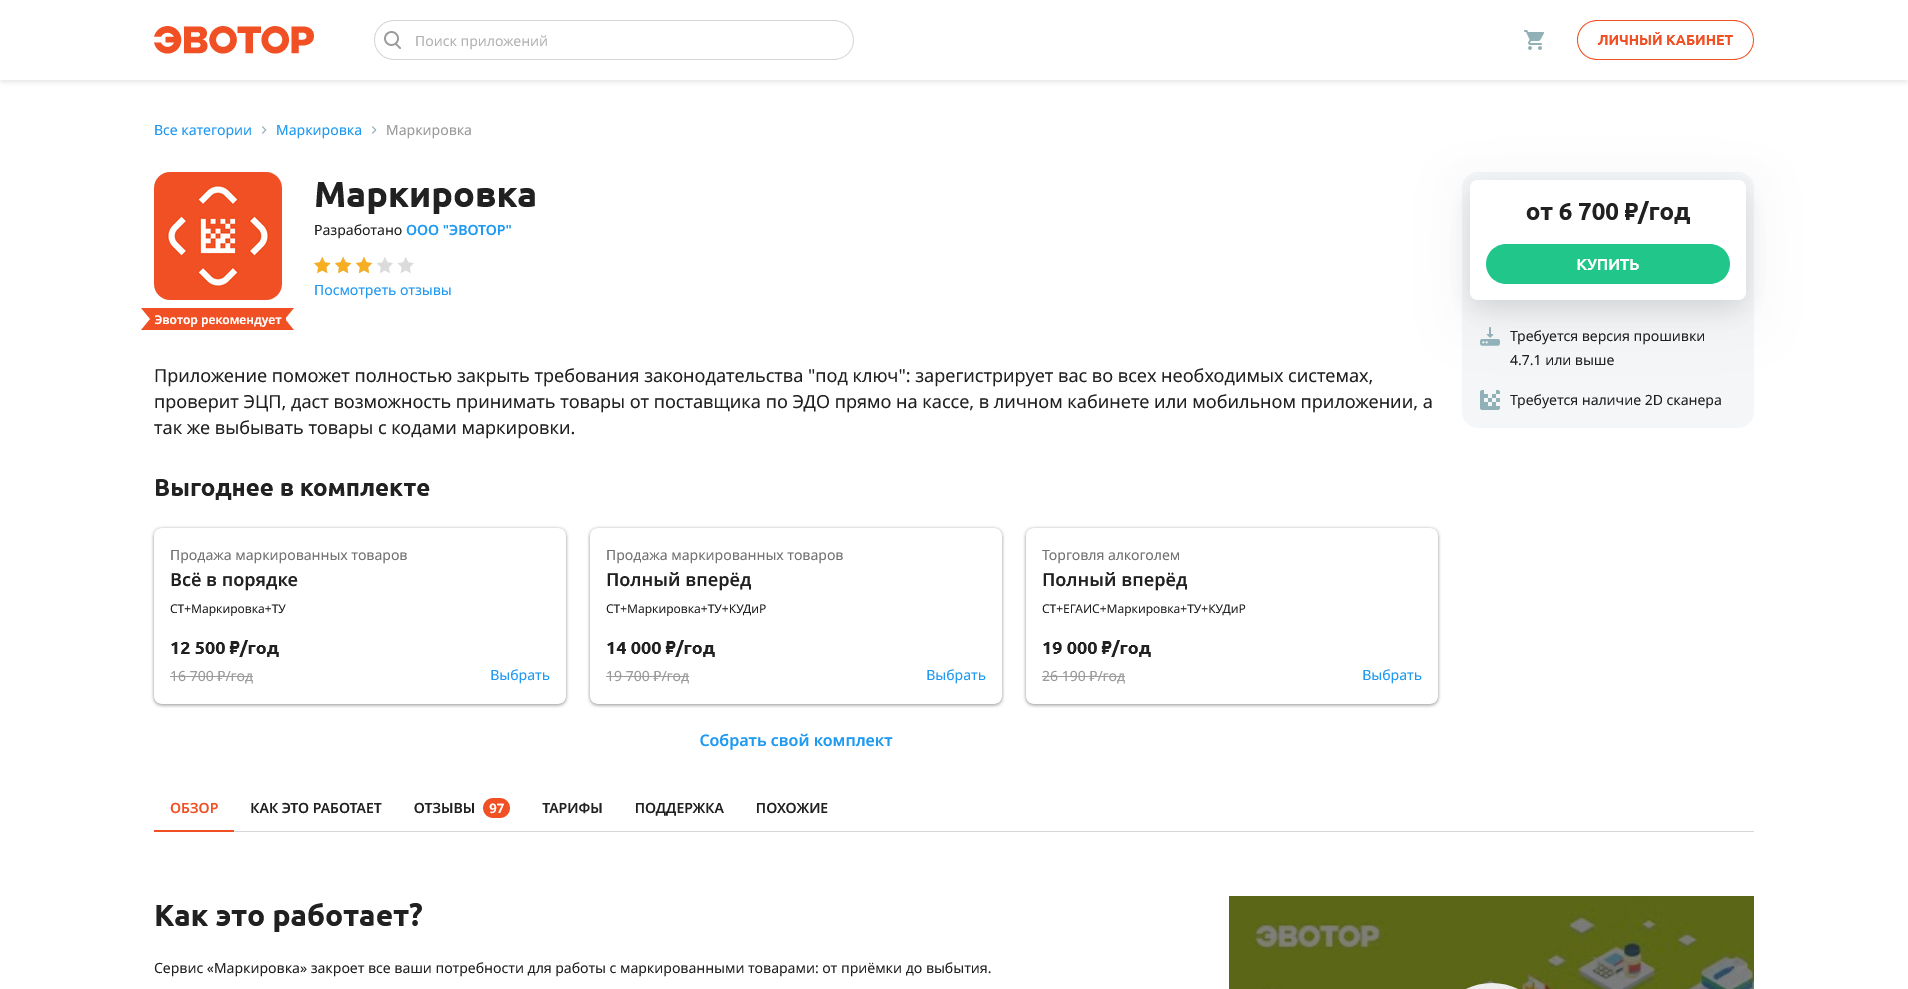 ЭВОТОР
Поиск приложений
ЛИЧНЫЙ КАБИНЕТ
Все категории
Маркировка
Маркировка
Маркировка
Разработано ООО "ЭВОТОР"
Посмотреть отзывы
Эвотор рекомендует
от 6 700 ₽/год
КУПИТЬ
Требуется версия прошивки
4.7.1 или выше
Требуется наличие 2D сканера
Приложение поможет полностью закрыть требования законодательства "под ключ": зарегистрирует вас во всех необходимых системах,
проверит ЭЦП, даст возможность принимать товары от поставщика по ЭДО прямо на кассе, в личном кабинете или мобильном приложении, а
так же выбывать товары с кодами маркировки.
Выгоднее в комплекте
Продажа маркированных товаров
Всё в порядке
СТ+Маркировка+ТУ
12 500 ₽/год
16 700 ₽/год
Выбрать
Продажа маркированных товаров
Полный вперёд
СТ+Маркировка+ТУ+КУДиР
14 000 ₽/год
19 700 ₽/год
Выбрать
Торговля алкоголем
Полный вперёд
СТ+ЕГАИС+Маркировка+ТУ+КУДиР
19 000 ₽/год
26 190 ₽/год
Выбрать
Собрать свой комплект
ОБЗОР КАК ЭТО РАБОТАЕТ ОТЗЫВЫ 97 ТАРИФЫ ПОДДЕРЖКА ПОХОЖИЕ
Как это работает?
Сервис «Маркировка» закроет все ваши потребности для работы с маркированными товарами: от приёмки до выбытия.
ЭВОТОР